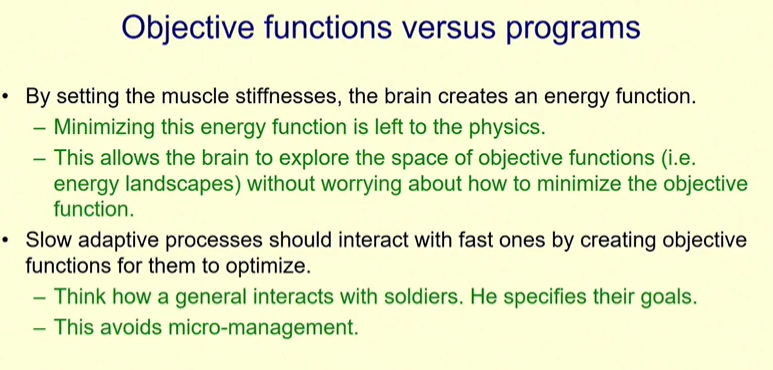 Objective functions versus programs
• By setting the muscle stiffnesses, the brain creates an energy function.
– Minimizing this energy function is left to the physics.
– This allows the brain to explore the space of objective functions (i.e.
energy landscapes) without worrying about how to minimize the objective
function.
• Slow adaptive processes should interact with fast ones by creating objective
functions for them to optimize.
– Think how a general interacts with soldiers. He specifies their goals.
– This avoids micro-management.